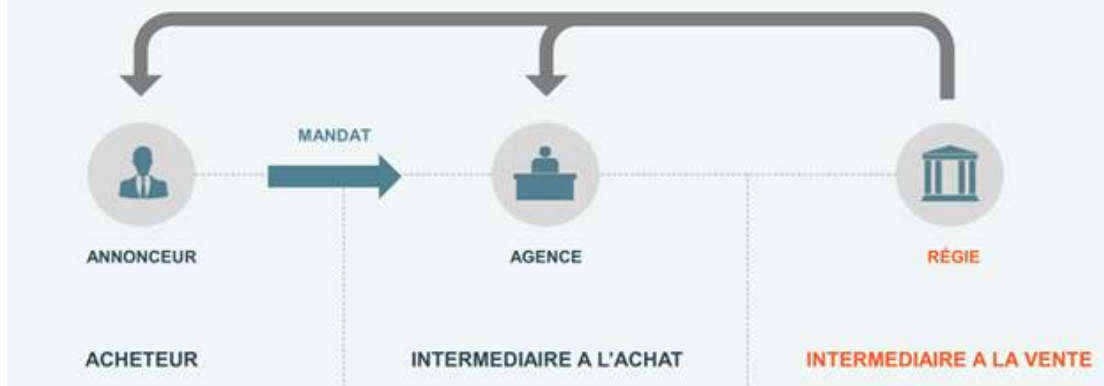 MANDAT
ANNONCEUR
AGENCE
RÉGIE
ACHETEUR
INTERMEDIAIRE A L'ACHAT
INTERMEDIAIRE A LA VENTE